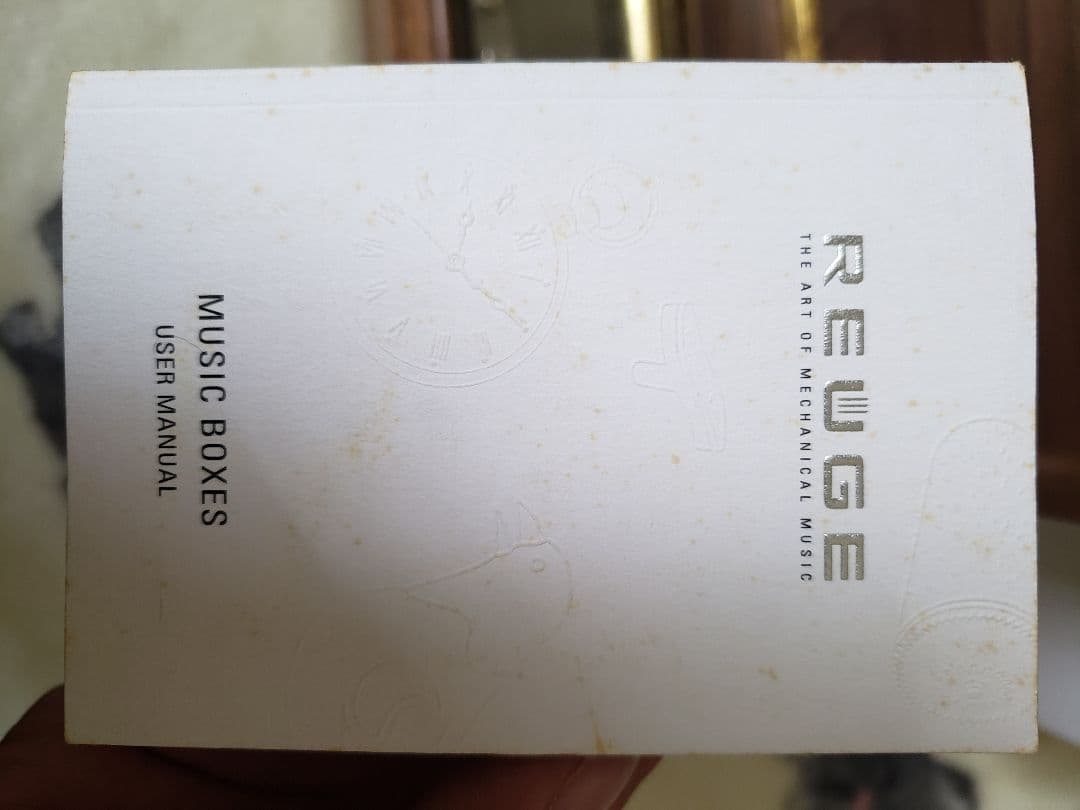 REUGE
THE ART OF MECHANICAL MUSIC
MUSIC BOXES
USER MANUAL